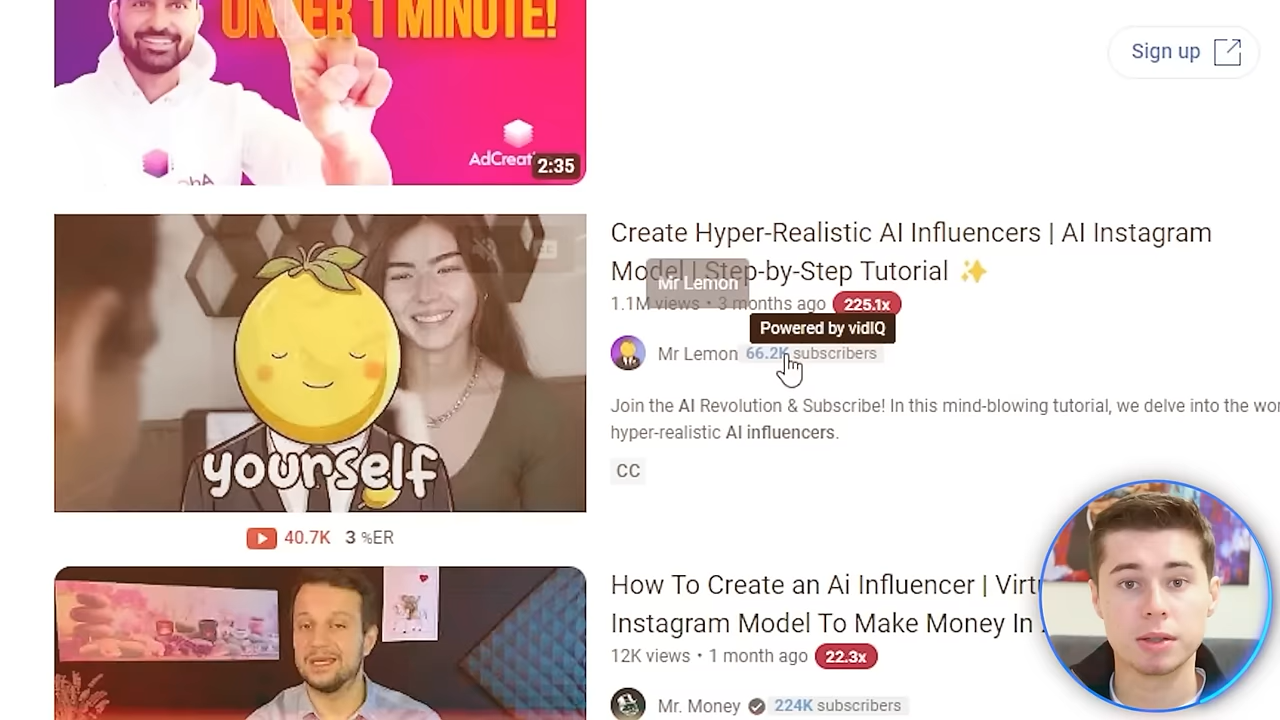 UNDER 1 MINUTE!
Sign up
2:35
Create Hyper-Realistic AI Influencers | AI Instagram
Model | Step-by-Step Tutorial ✨
Mr Lemon
1.1M views • 3 months ago 225.1x
Powered by vidIQ
Mr Lemon 66.2K subscribers
Join the AI Revolution & Subscribe! In this mind-blowing tutorial, we delve into the
hyper-realistic AI influencers.
CC
CC
yourself
40.7K 3 %ER
How To Create an Ai Influencer |
Instagram Model To Make Money In
12K views • 1 month ago 22.3x
Mr. Money 224K subscribers